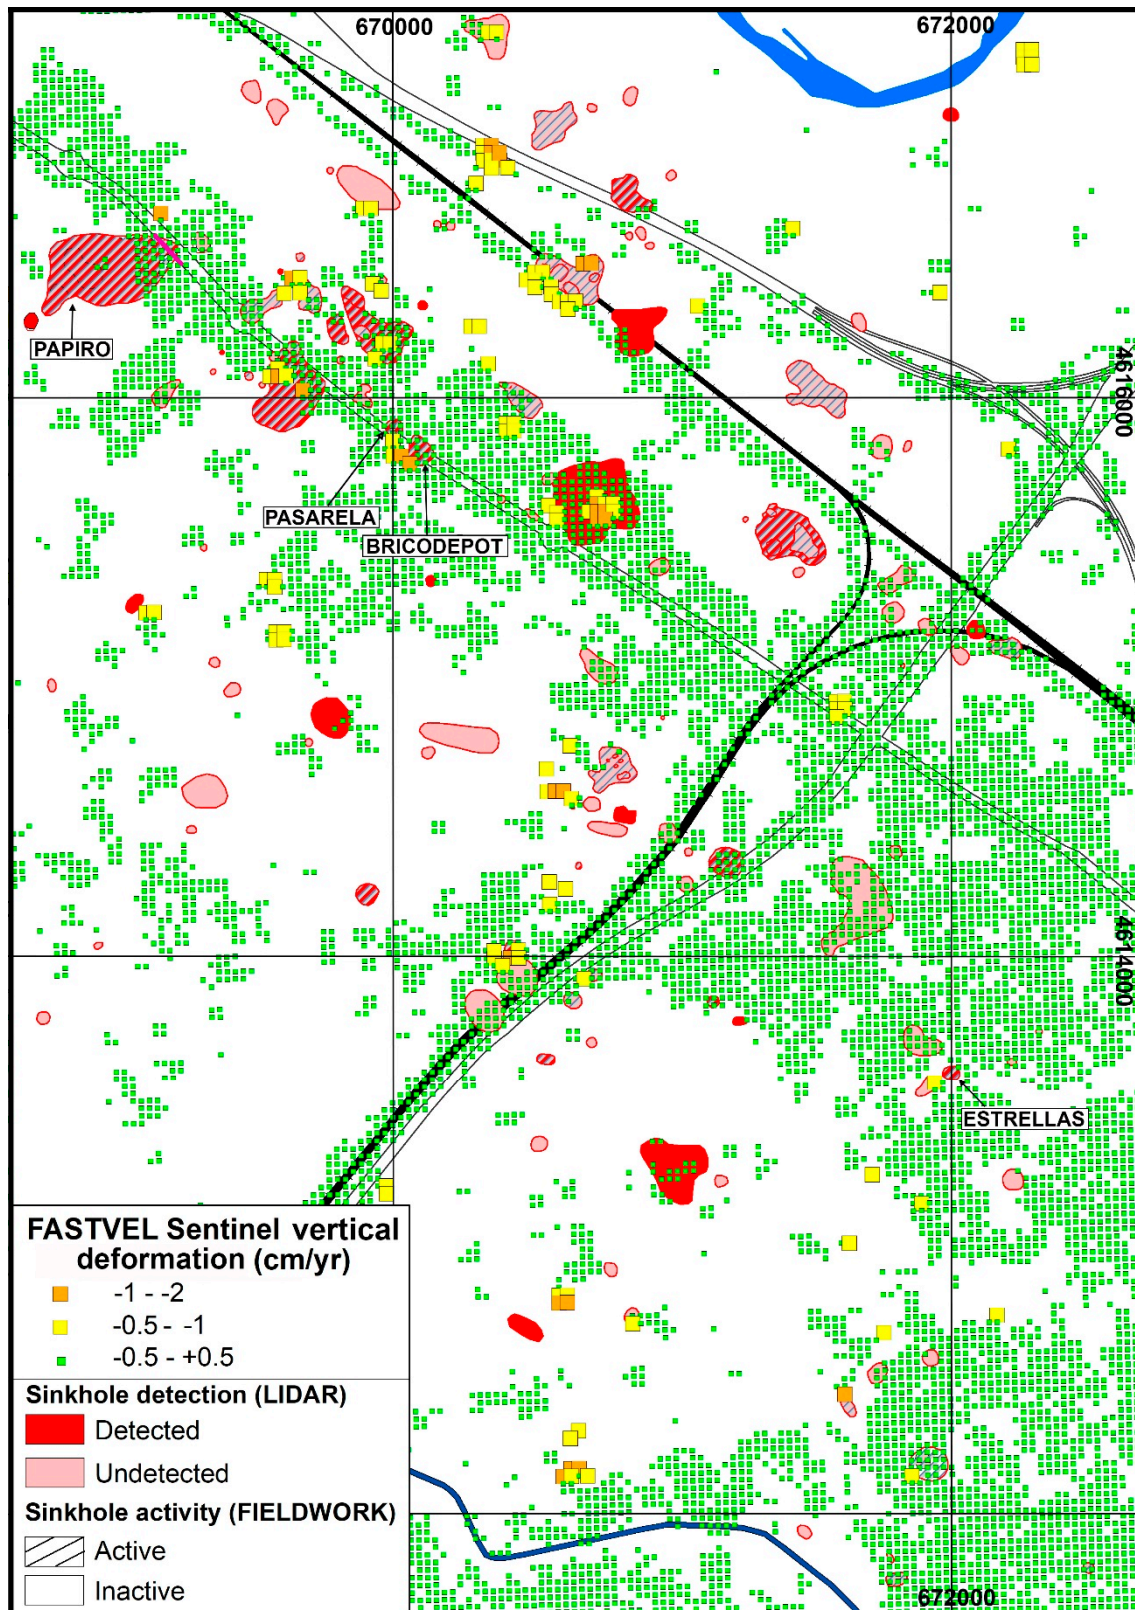 670000
672000
4616000
PAPIRO
PASARELA
BRICODEPOT
4614000
ESTRELLAS
FASTVEL Sentinel vertical
deformation (cm/yr)
-1 - -2
-0.5 - -1
-0.5 - +0.5
Sinkhole detection (LIDAR)
Detected
Undetected
Sinkhole activity (FIELDWORK)
Active
Inactive
672000